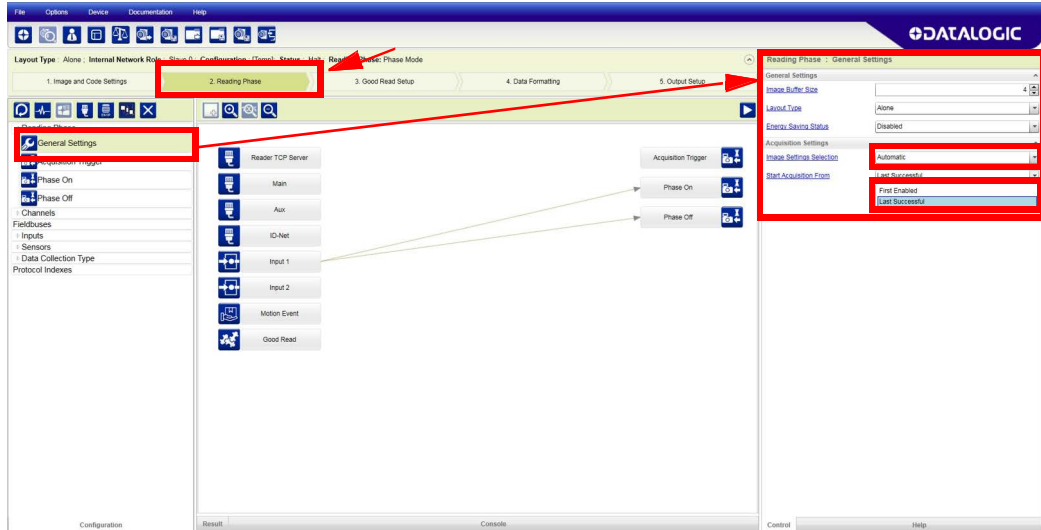 File Options Device Documentation Help
DATALOGIC
Layout Type : Alone ; Internal Network Role : Slave 0 ; Configuration : [Temp] Status : Halt Reading Phase: Phase Mode
1. Image and Code Settings
2. Reading Phase
3. Good Read Setup
4. Data Formatting
5. Output Setup
Reading Phase
General Settings
Acquisition Trigger
Phase On
Phase Off
Channels
Fieldbuses
Inputs
Sensors
Data Collection Type
Protocol Indexes
Configuration
Reader TCP Server
Main
Aux
ID-Net
Input 1
Input 2
Motion Event
Good Read
Acquisition Trigger
Phase On
Phase Off
Result
Console
Reading Phase : General Settings
General Settings
Image Buffer Size 4
Layout Type Alone
Energy Saving Status Disabled
Acquisition Settings
Image Settings Selection Automatic
Start Acquisition From Last Successful
First Enabled
Last Successful
Control
Help